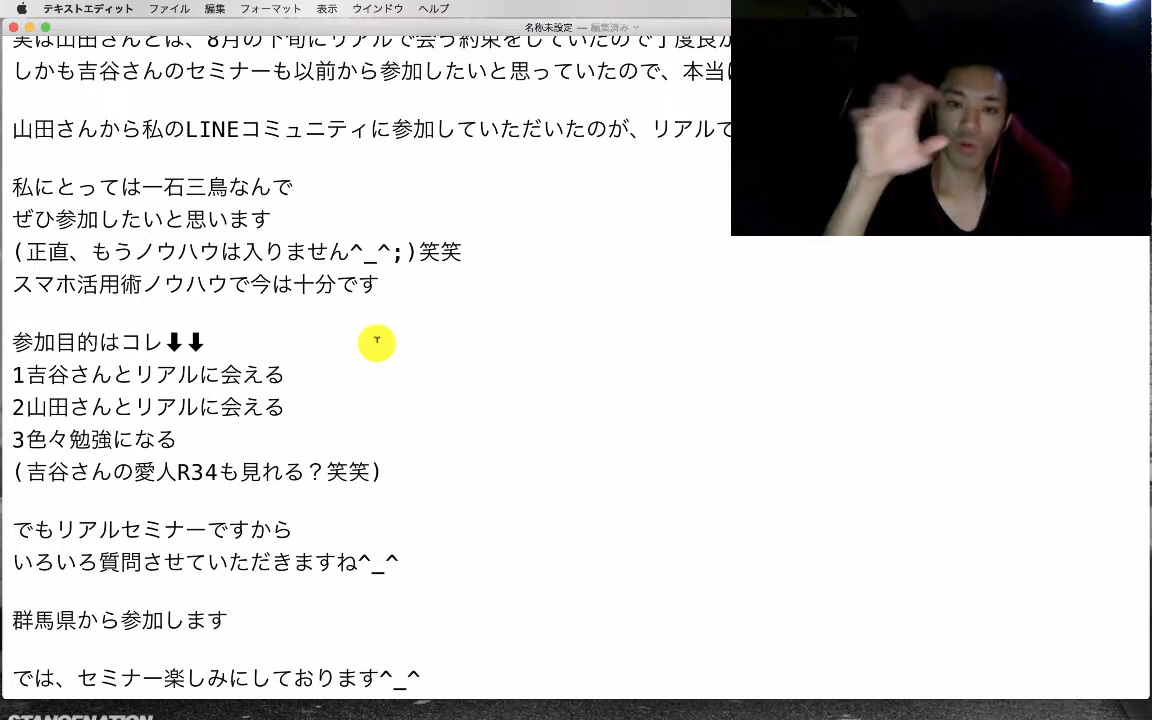 テキストエディット ファイル 編集 フォーマット 表示 ウインドウ ヘルプ
名称未設定 — 編集済み
実は山田さんとは、8月の下旬にリアルで会う約束をしていたので丁度良か
しかも吉谷さんのセミナーも以前から参加したいと思っていたので、本当に
山田さんから私のLINEコミュニティに参加していただいたのが、リアルで
私にとっては一石三鳥なんで
ぜひ参加したいと思います
(正直、もうノウハウは入りません^_^;)笑笑
スマホ活用術ノウハウで今は十分です
参加目的はコレ⬇⬇
1吉谷さんとリアルに会える
2山田さんとリアルに会える
3色々勉強になる
(吉谷さんの愛人R34も見れる？笑笑)
でもリアルセミナーですから
いろいろ質問させていただきますね^_^
群馬県から参加します
では、セミナー楽しみにしております^_^
STANCENATION